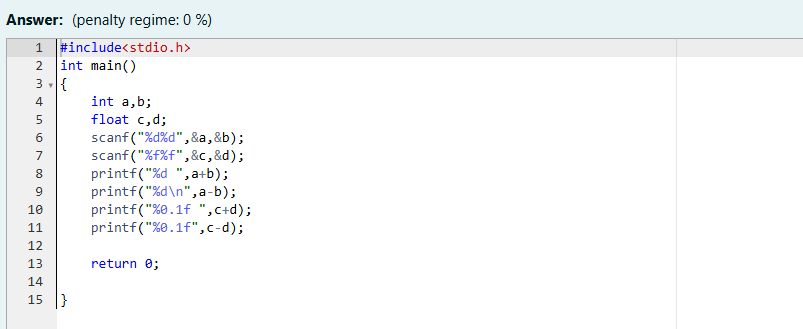 Answer: (penalty regime: 0 %)
1 #include<stdio.h>
2 int main()
3 {
4     int a,b;
5     float c,d;
6     scanf("%d%d",&a,&b);
7     scanf("%f%f",&c,&d);
8     printf("%d ",a+b);
9     printf("%d\n",a-b);
10     printf("%0.1f ",c+d);
11     printf("%0.1f",c-d);
12
13     return 0;
14
15 }